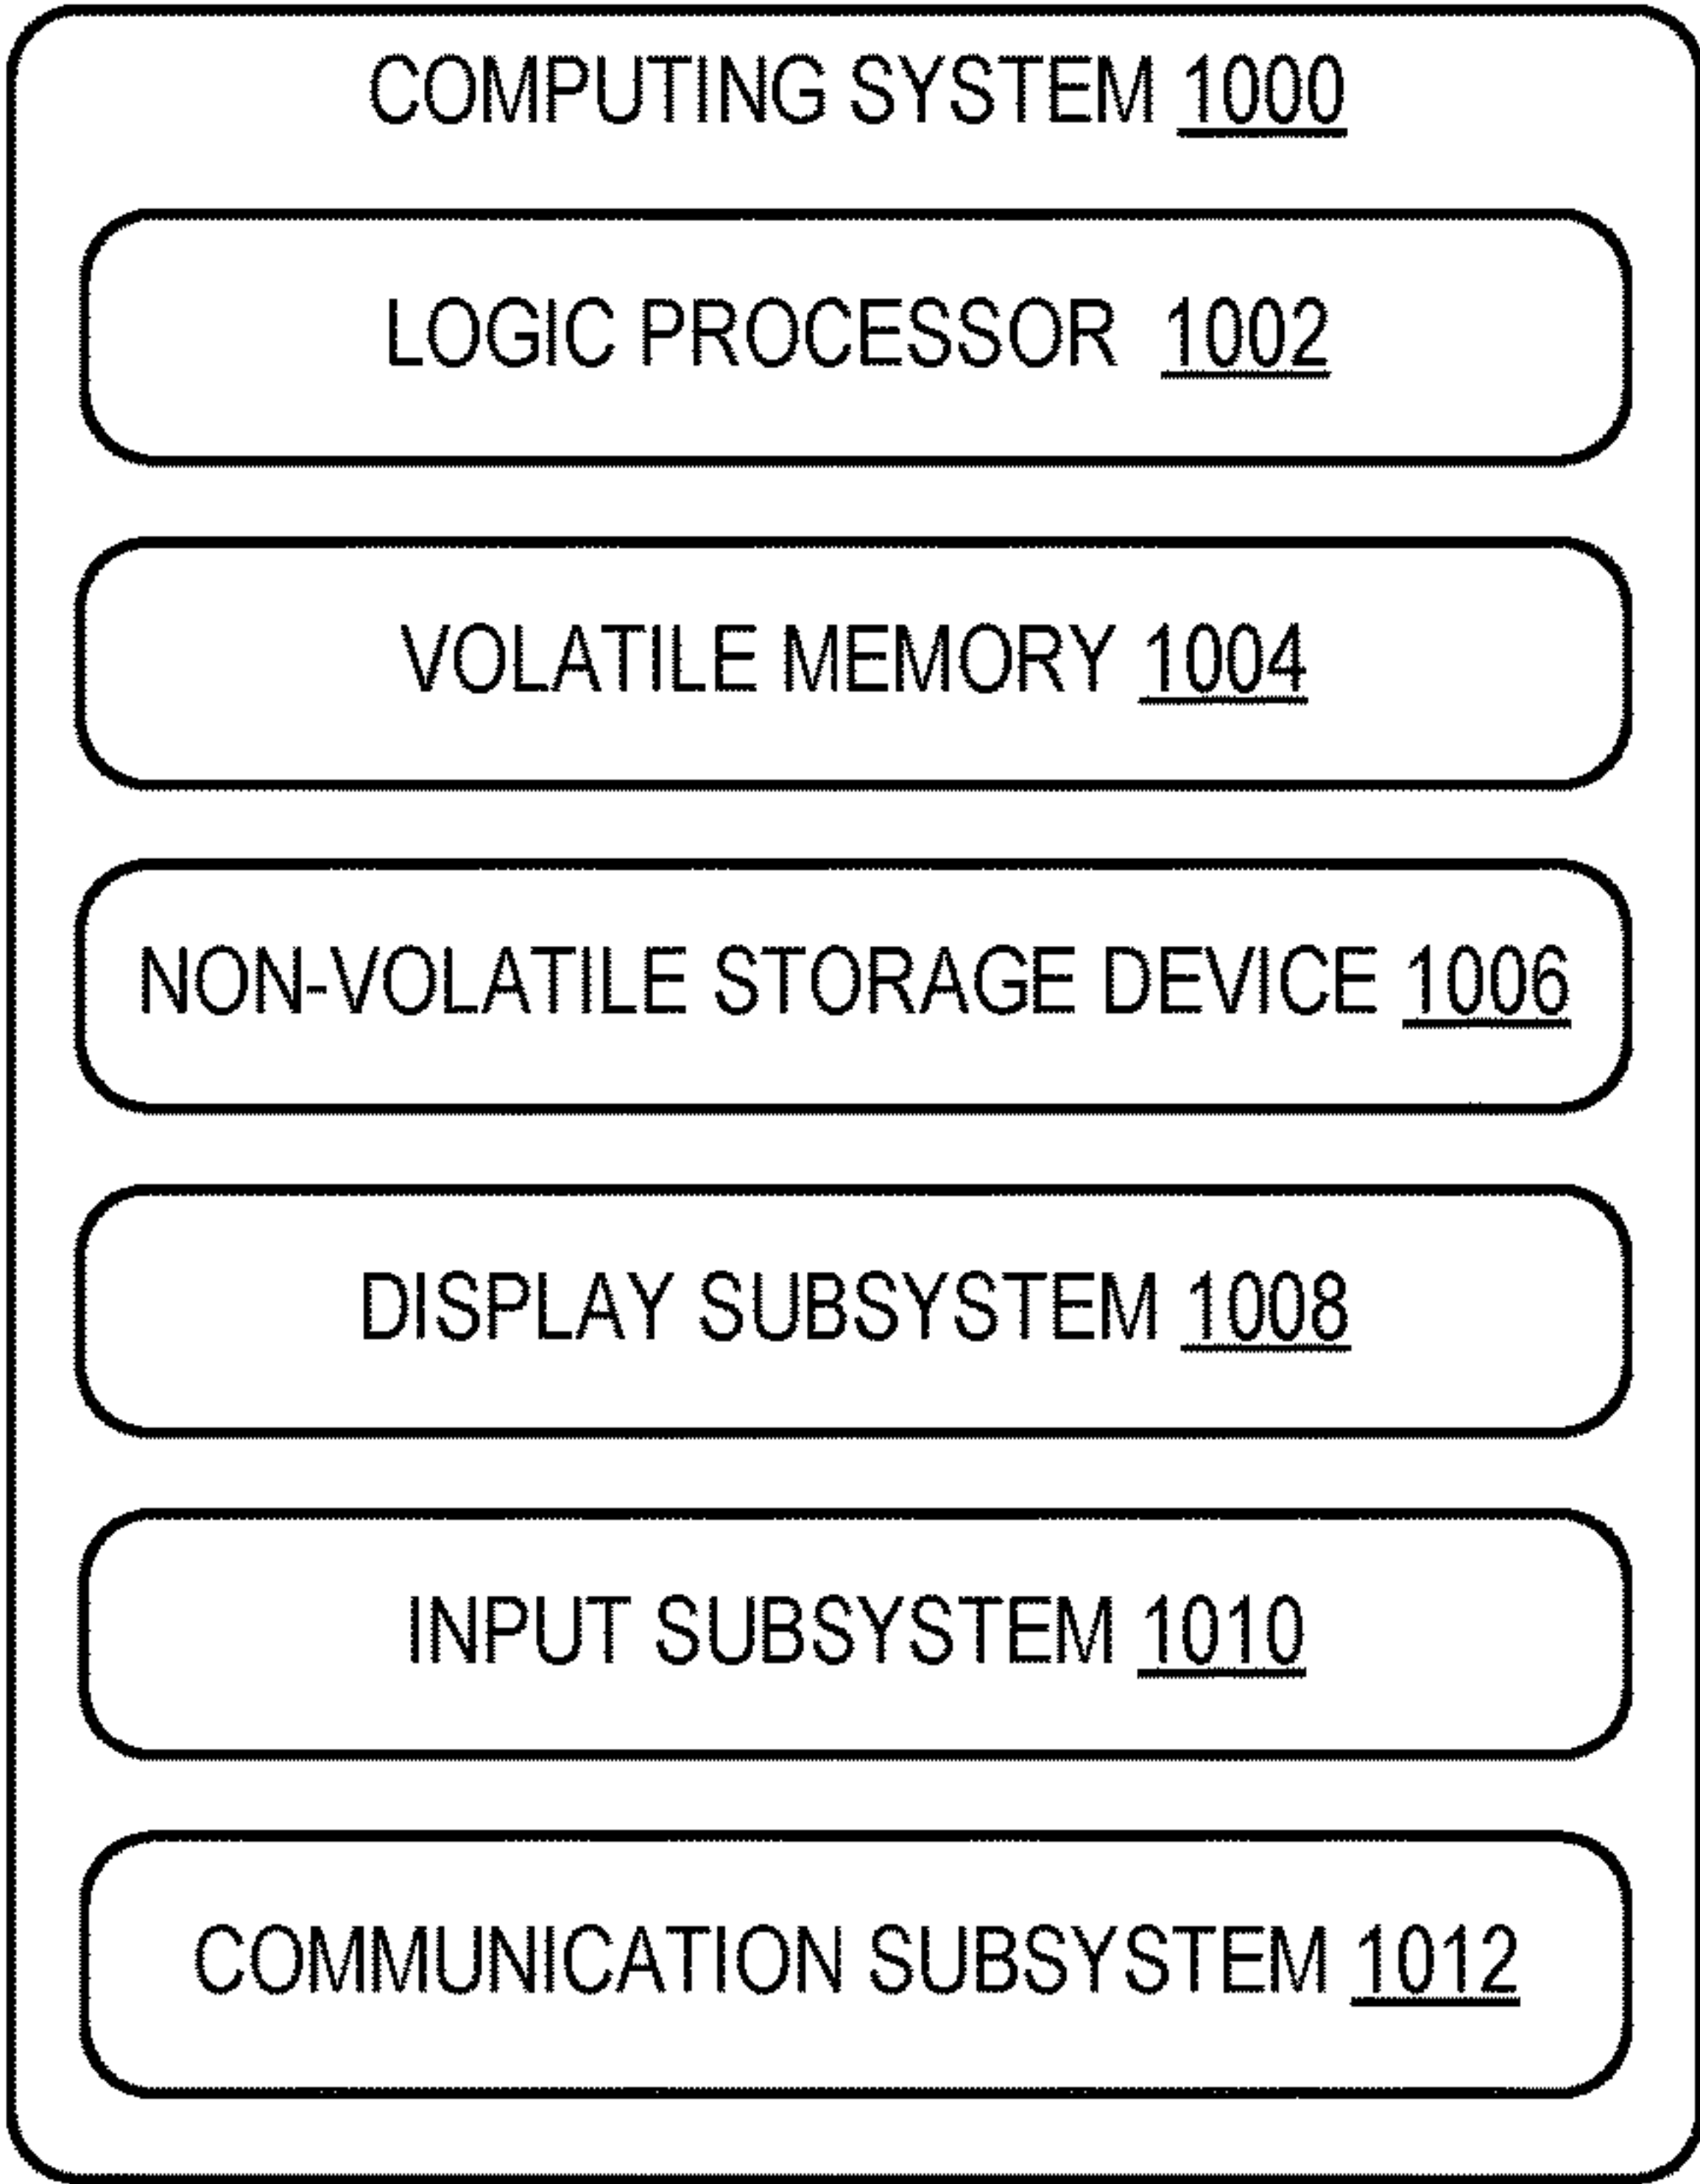 COMPUTING SYSTEM 1000
LOGIC PROCESSOR 1002
VOLATILE MEMORY 1004
NON-VOLATILE STORAGE DEVICE 1006
DISPLAY SUBSYSTEM 1008
INPUT SUBSYSTEM 1010
COMMUNICATION SUBSYSTEM 1012